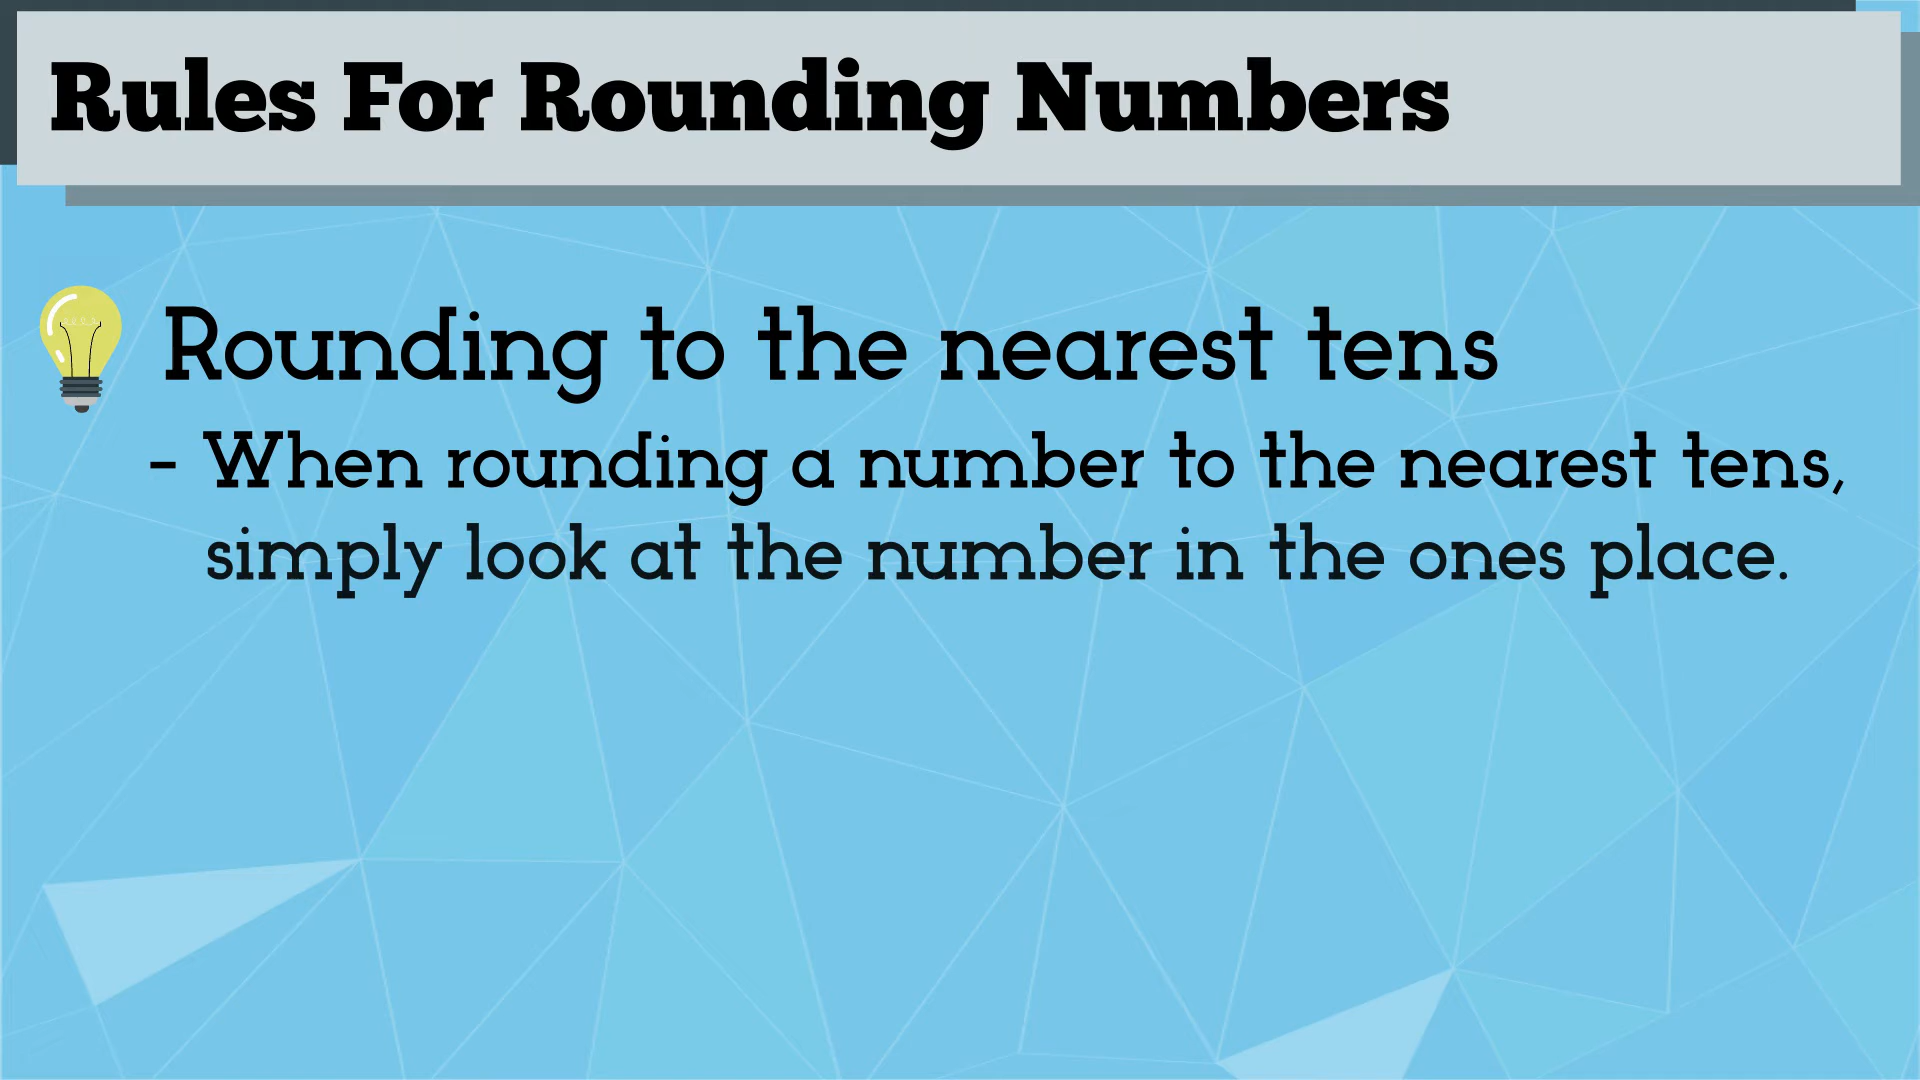 Rules For Rounding Numbers
Rounding to the nearest tens
- When rounding a number to the nearest tens,
simply look at the number in the ones place.